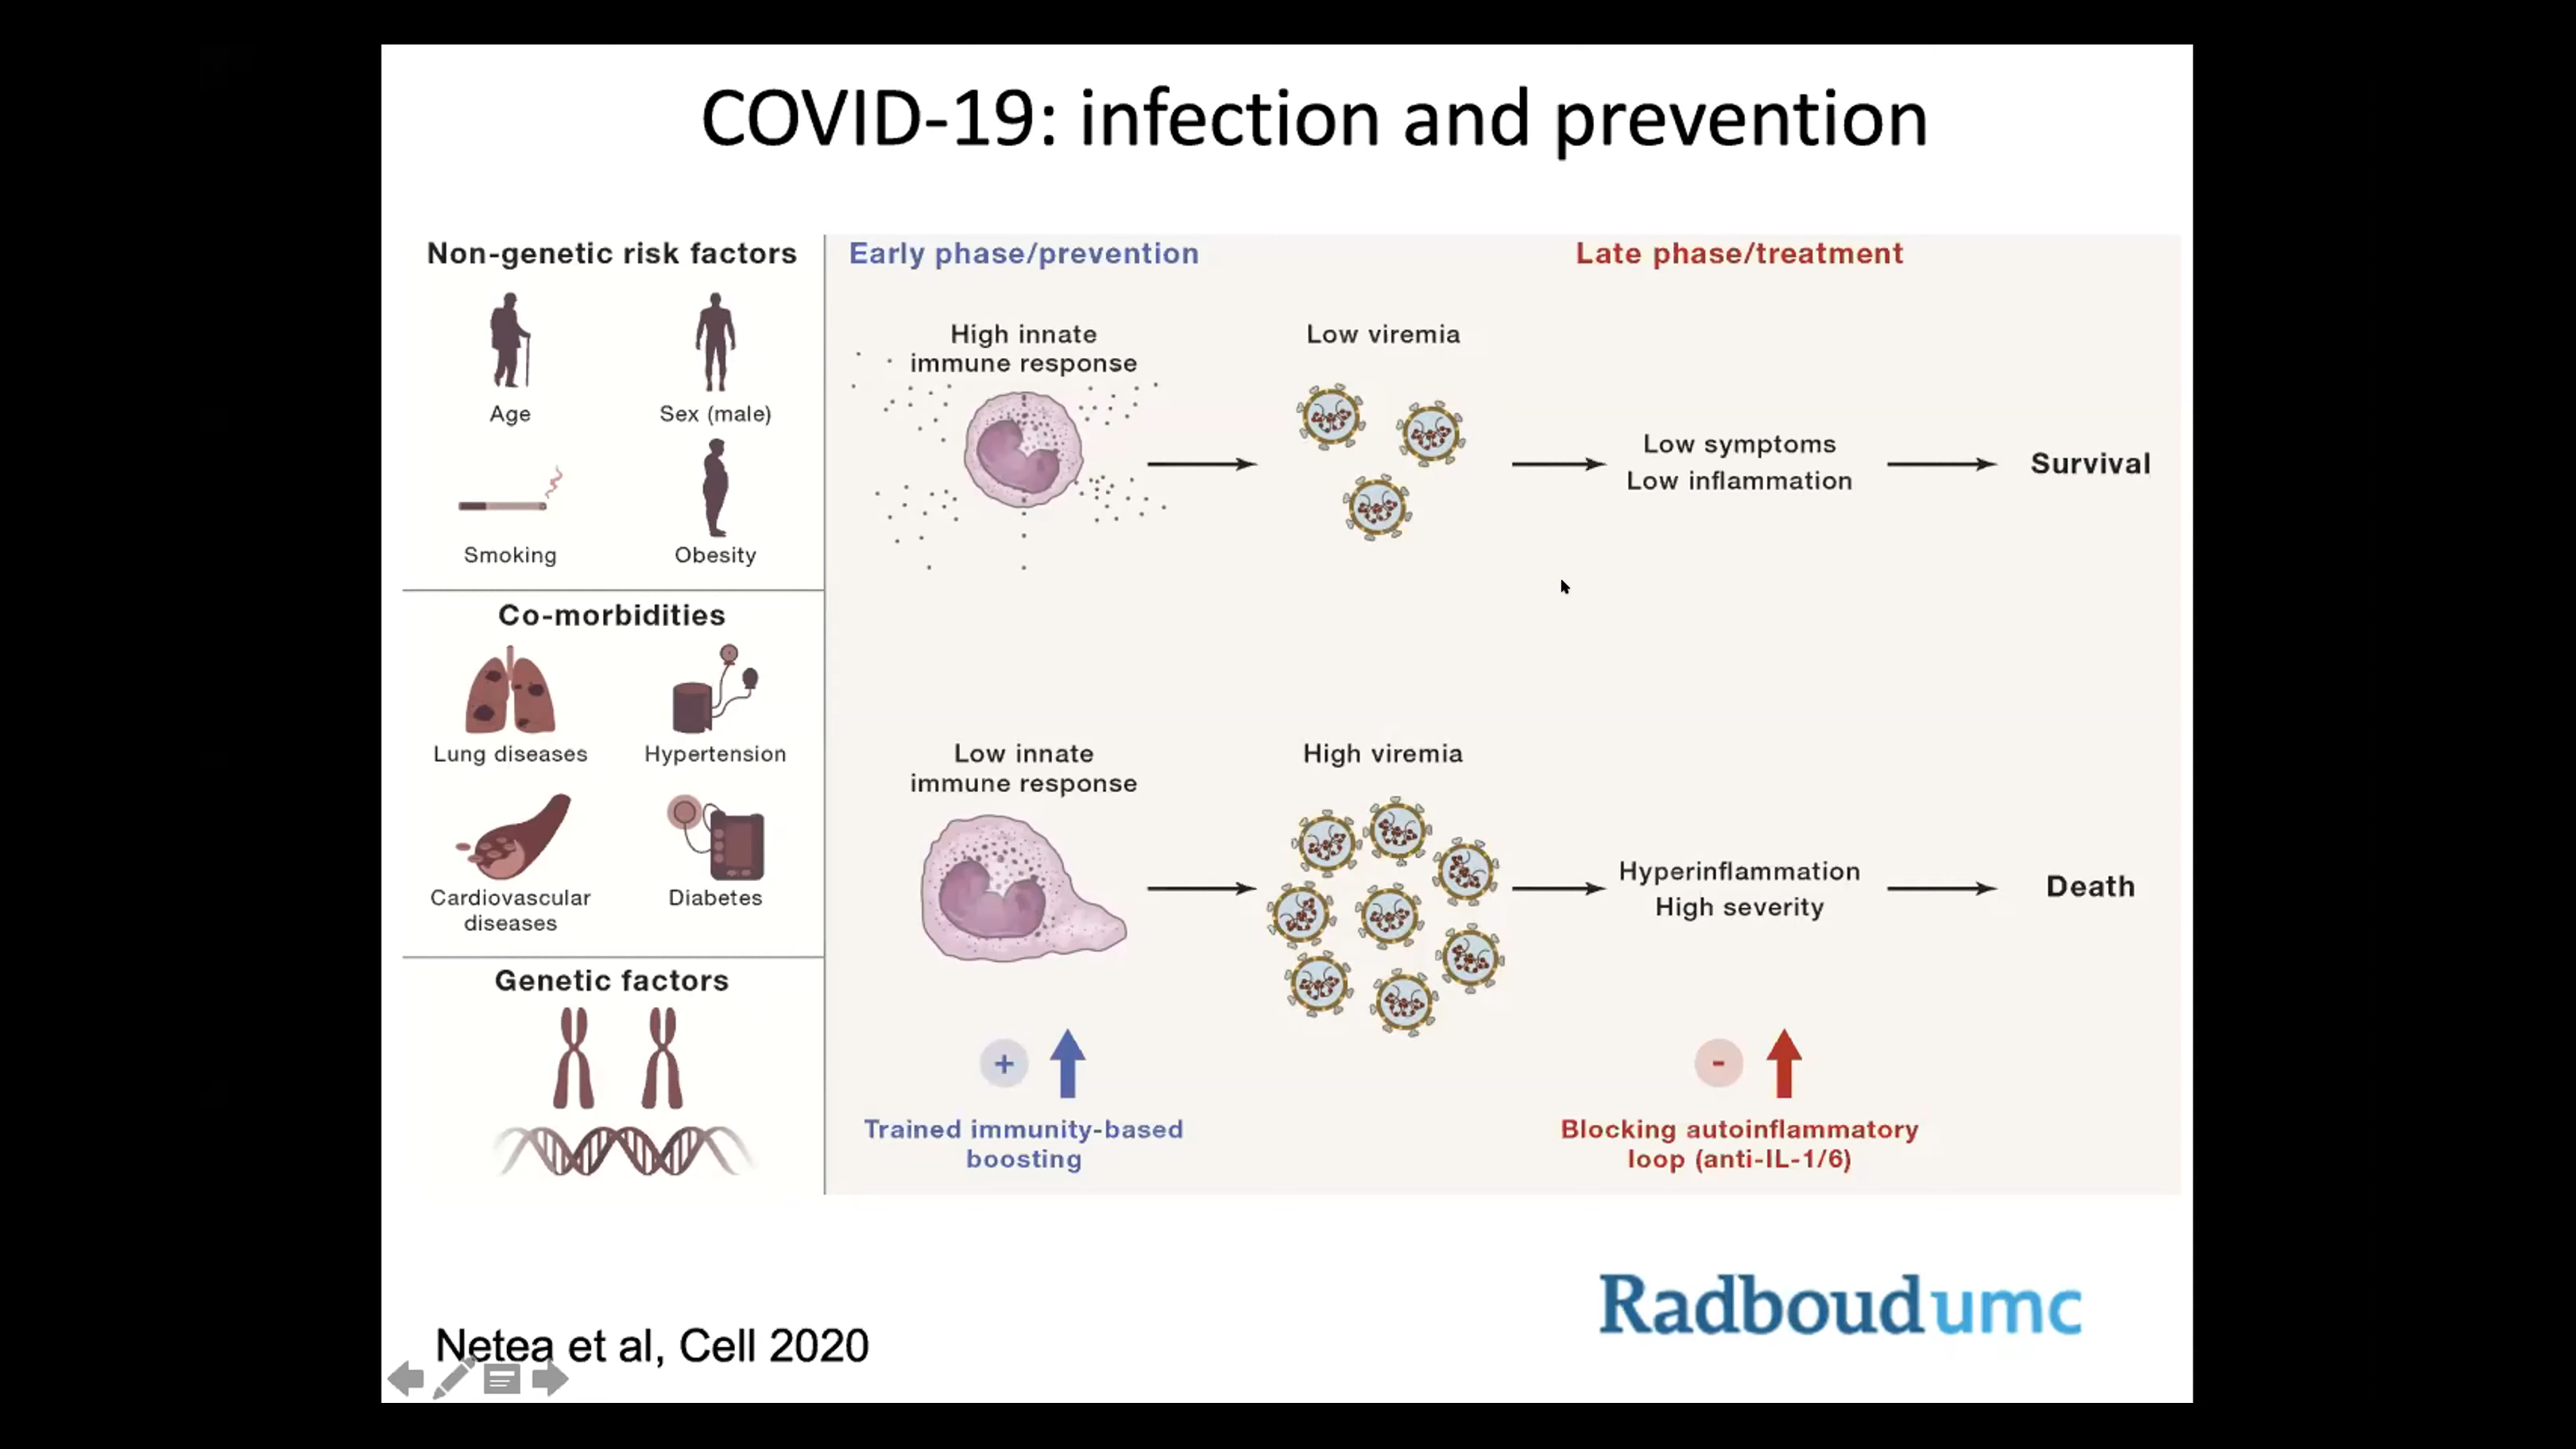 COVID-19: infection and prevention
Non-genetic risk factors
Age
Sex (male)
Smoking
Obesity
Co-morbidities
Lung diseases
Hypertension
Cardiovascular
diseases
Diabetes
Genetic factors
Early phase/prevention
Late phase/treatment
High innate
immune response
Low viremia
Low symptoms
Low inflammation
Survival
Low innate
immune response
High viremia
Hyperinflammation
High severity
Death
+
-
Trained immunity-based
boosting
Blocking autoinflammatory
loop (anti-IL-1/6)
Netea et al, Cell 2020
Radboudumc